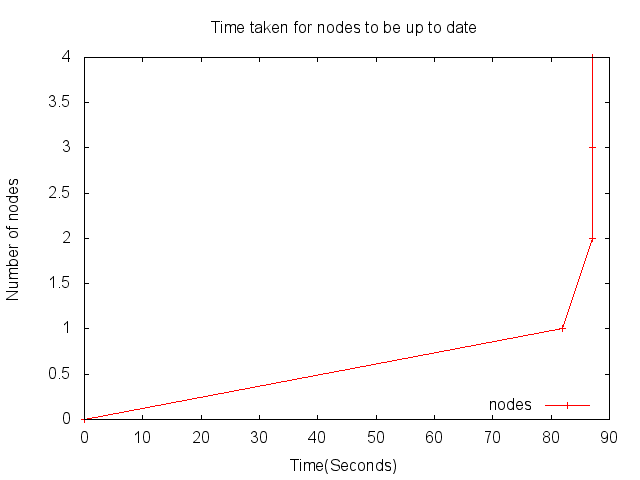 Time taken for nodes to be up to date
4
3.5
3
2.5
2
1.5
1
0.5
0
Number of nodes
nodes
0 10 20 30 40 50 60 70 80 90
Time(Seconds)